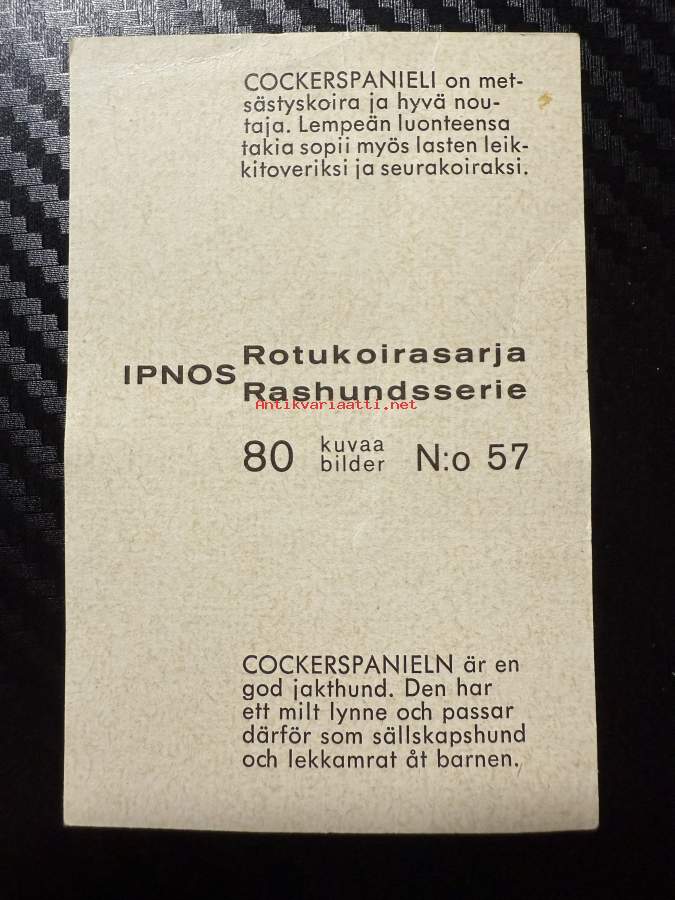 COCKERSPANIELI on met-
sästyskoira ja hyvä nou-
taja. Lempeän luonteensa
takia sopii myös lasten leik-
kitoveriksi ja seurakoiraksi.
IPNOS Rotukoirasarja
Rashundsserie
Antikvariaatti.net
80 kuvaa bilder N:o 57
COCKERSPANIELN är en
god jakthund. Den har
ett milt lynne och passar
därför som sällskapshund
och lekkamrat åt barnen.